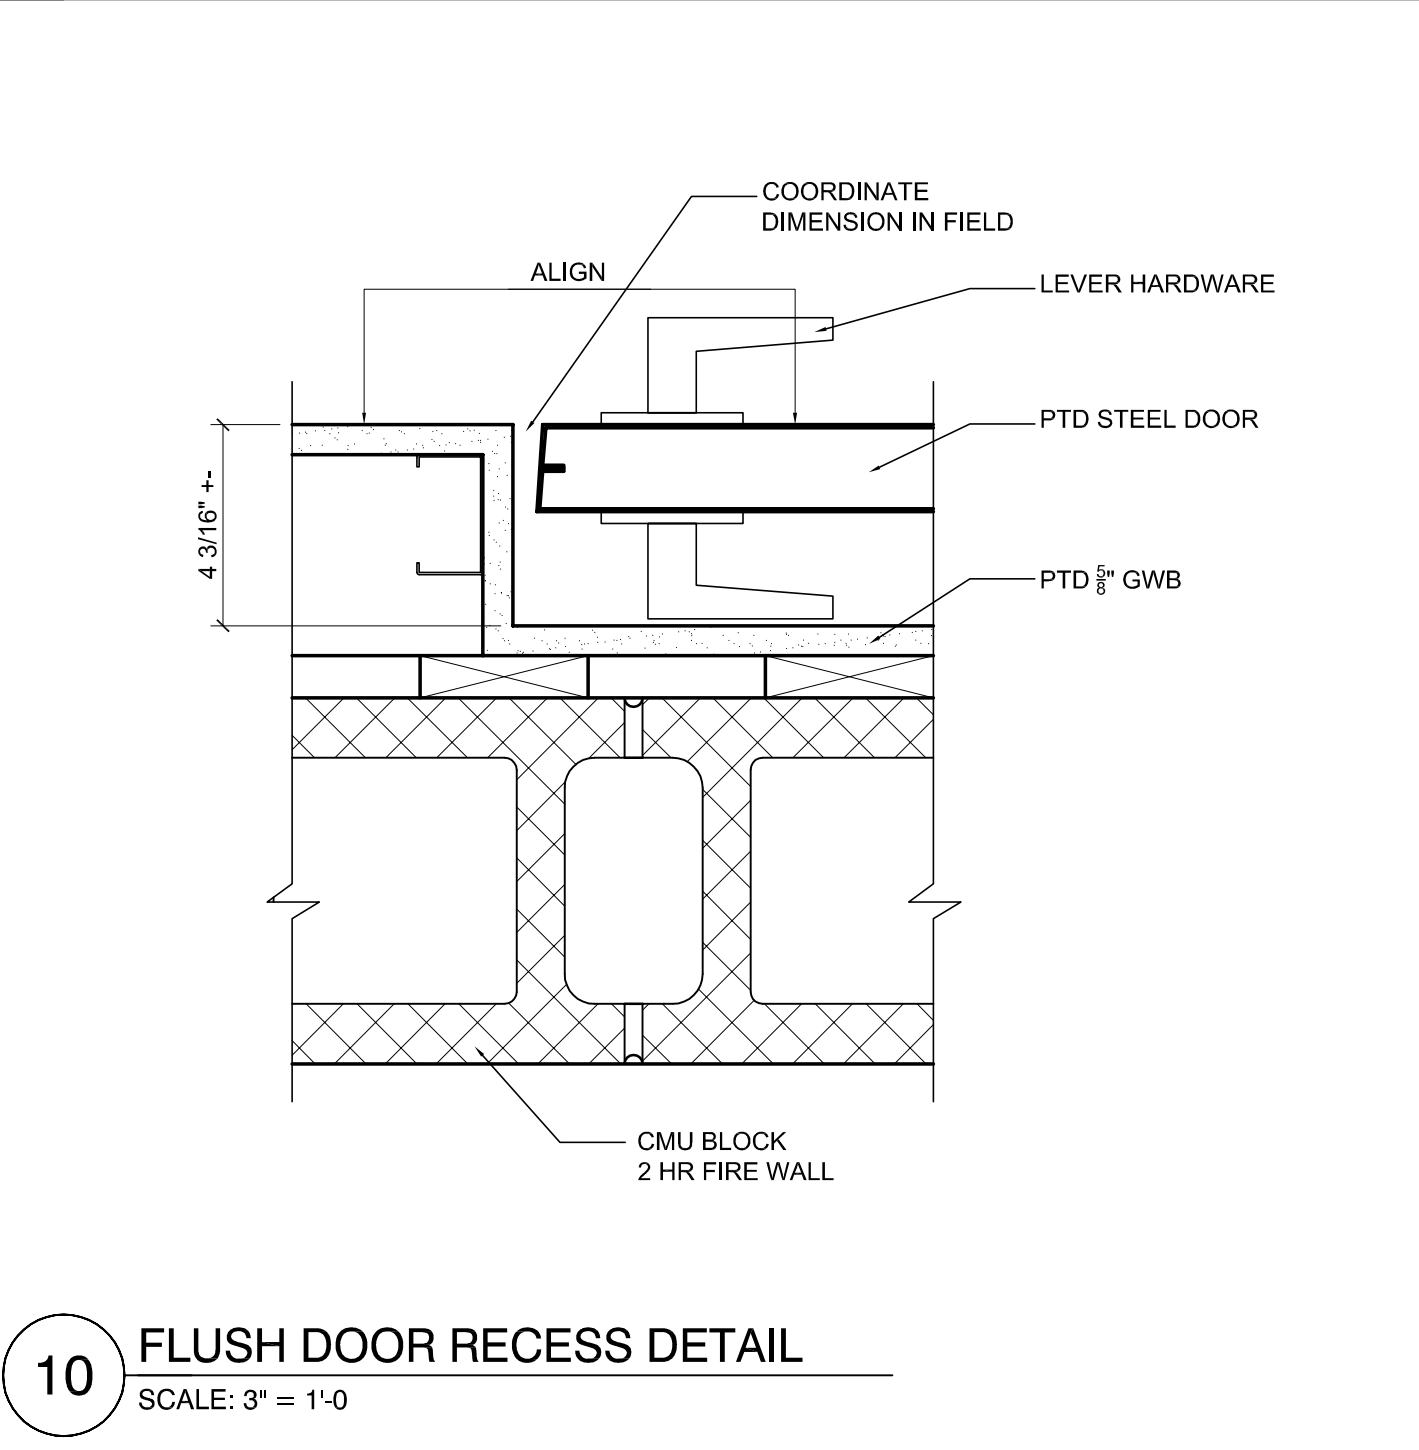 COORDINATE
DIMENSION IN FIELD
ALIGN
LEVER HARDWARE
PTD STEEL DOOR
4 3/16" +-
PTD 5/8" GWB
CMU BLOCK
2 HR FIRE WALL
10
FLUSH DOOR RECESS DETAIL
SCALE: 3" = 1'-0